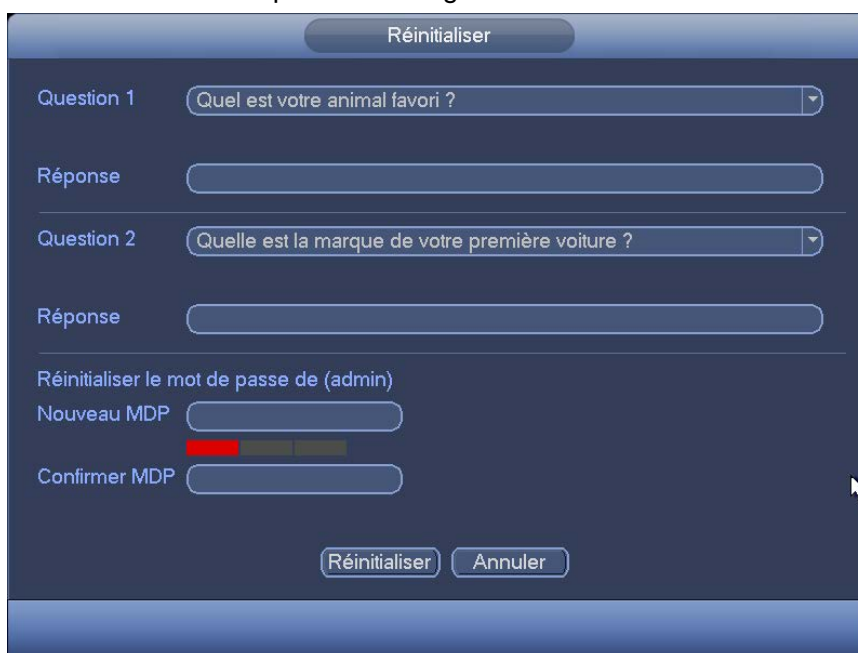 Réinitialiser
Question 1 Quel est votre animal favori ?
Réponse
Question 2 Quelle est la marque de votre première voiture ?
Réponse
Réinitialiser le mot de passe de (admin)
Nouveau MDP
Confirmer MDP
Réinitialiser Annuler